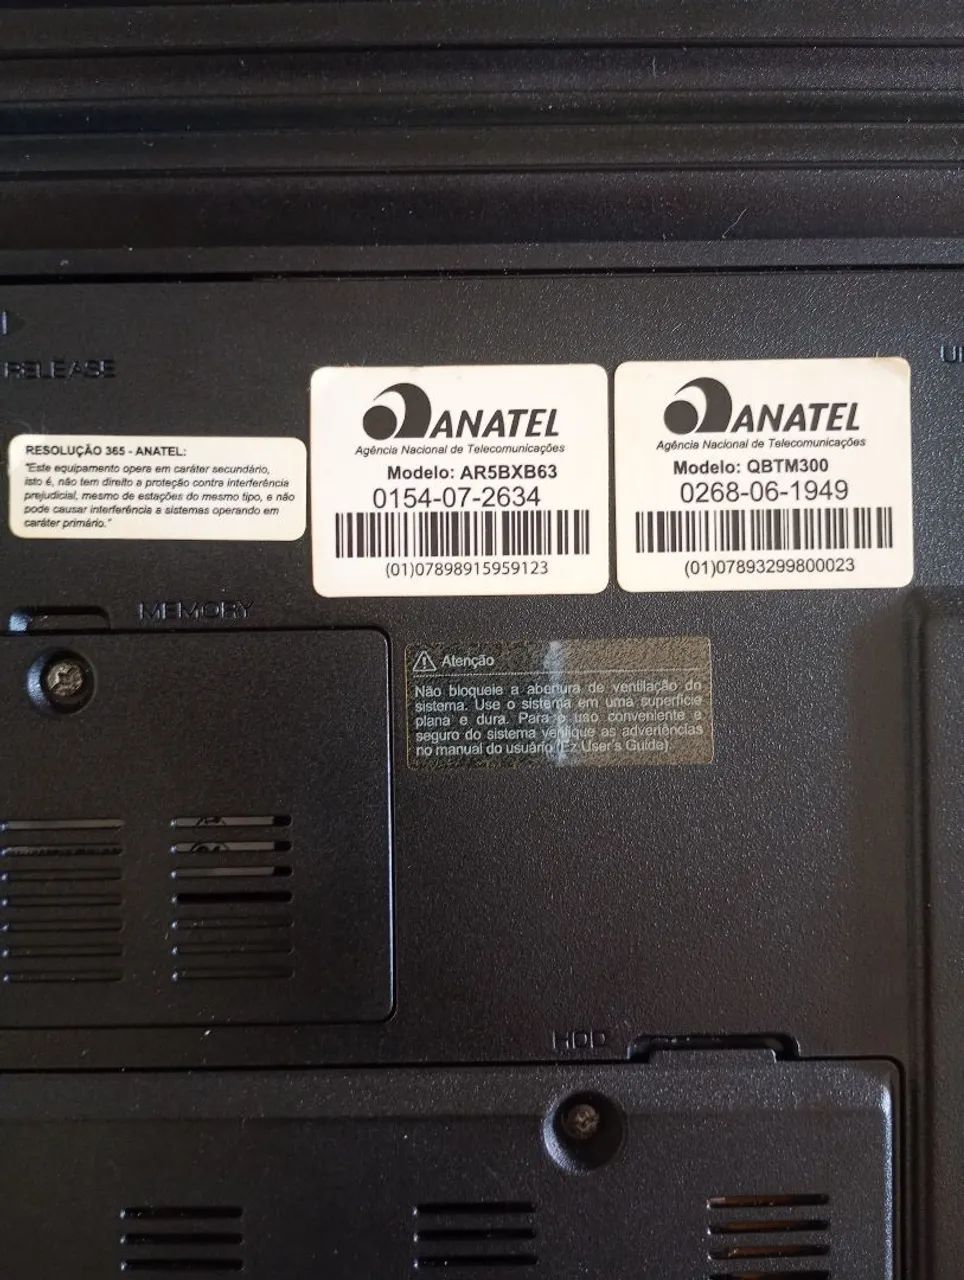 RELEASE
RESOLUÇÃO 365 - ANATEL:
"Este equipamento opera em caráter secundário,
isto é, não tem direito a proteção contra interferência
prejudicial, mesmo de estações do mesmo tipo, e não
pode causar interferência a sistemas operando em
caráter primário."
ANATEL
Agência Nacional de Telecomunicações
Modelo: AR5BXB63
0154-07-2634
(01)07898915959123
ANATEL
Agência Nacional de Telecomunicações
Modelo: QBTM300
0268-06-1949
(01)07893299800023
MEMORY
Atenção
Não bloqueie a abertura de ventilação do
sistema. Use o sistema em uma superfície
plana e dura. Para o uso conveniente e
seguro do sistema verifique as advertências
no manual do usuário (Ez User's Guide).
HDD